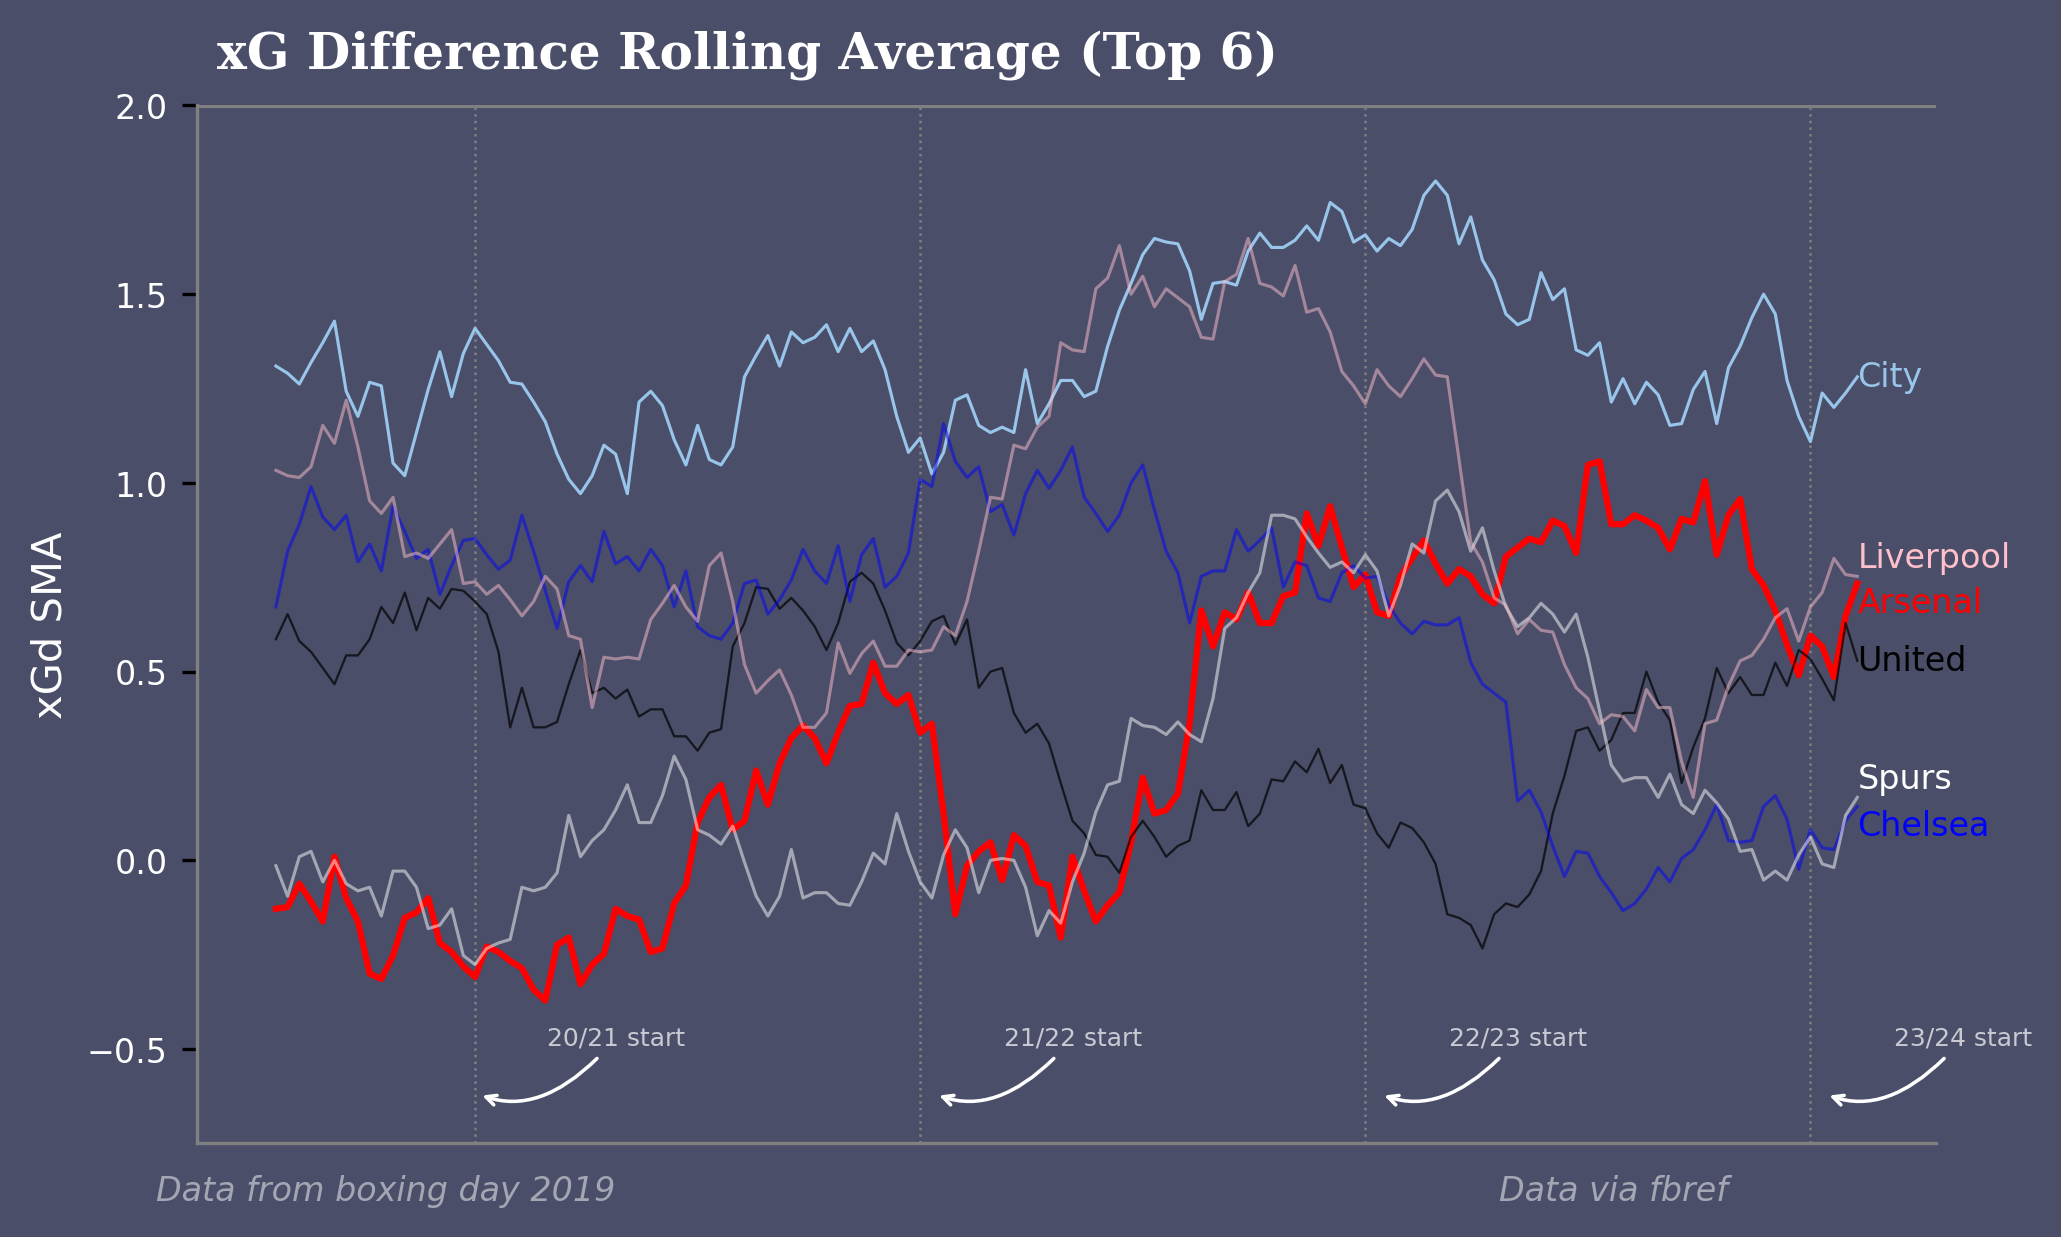 xG Difference Rolling Average (Top 6)
2.0
1.5
1.0
0.5
0.0
−0.5
xGd SMA
City
Liverpool
Arsenal
United
Spurs
Chelsea
20/21 start
21/22 start
22/23 start
23/24 start
Data from boxing day 2019
Data via fbref